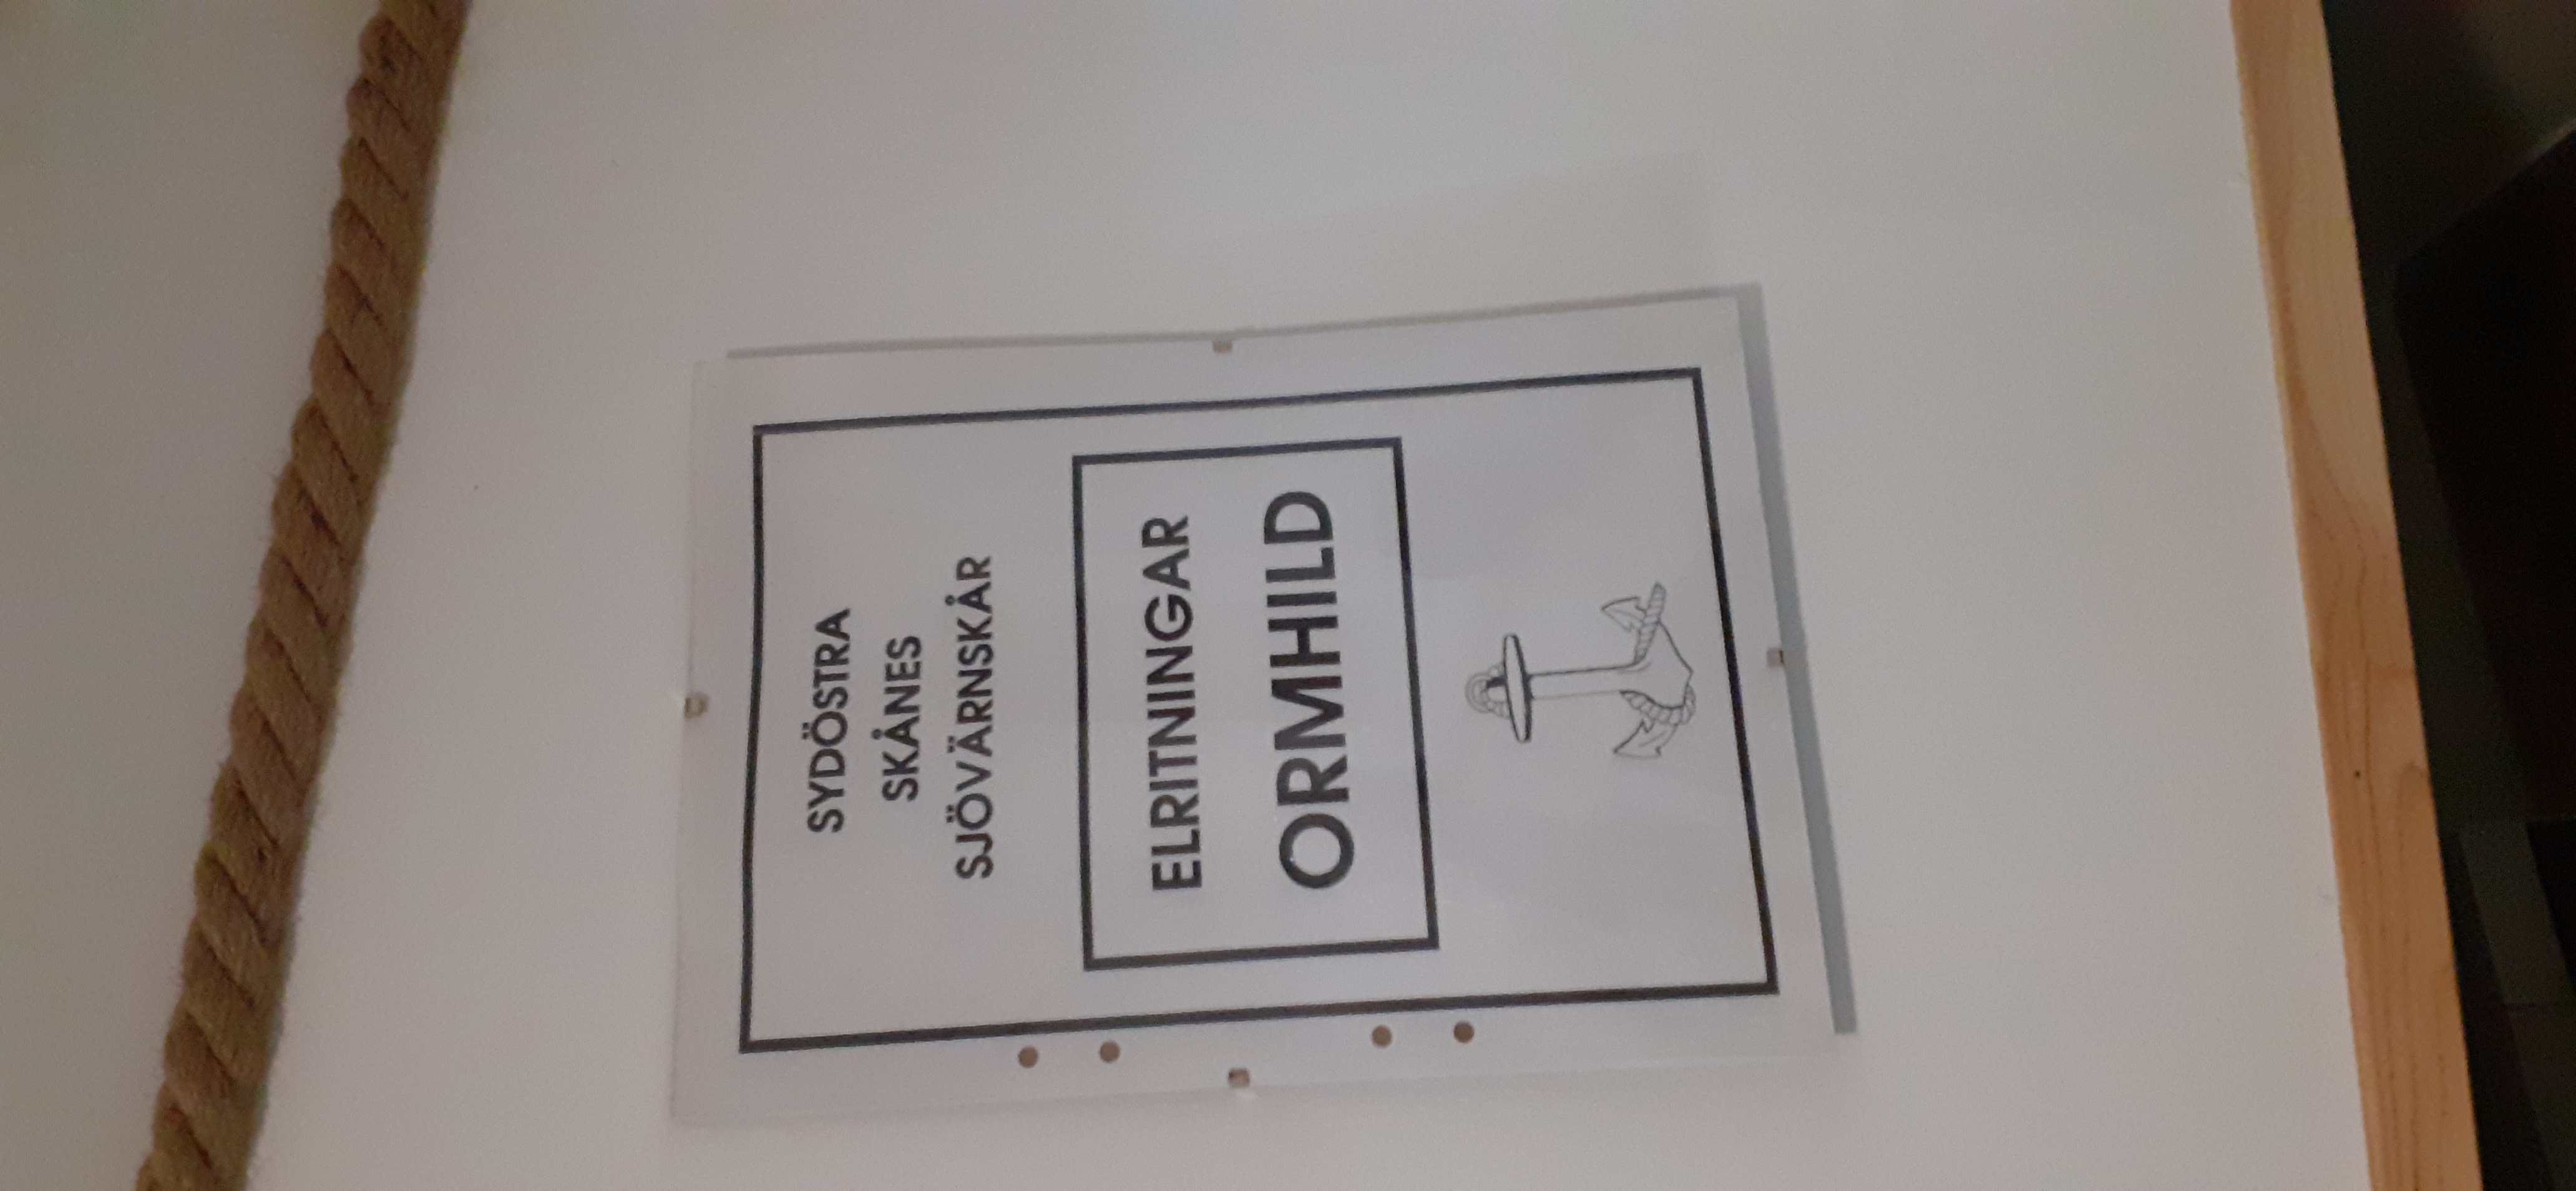 SYDÖSTRA
SKÅNES
SJÖVÄRNSKÅR
ELRITNINGAR
ORMHILD